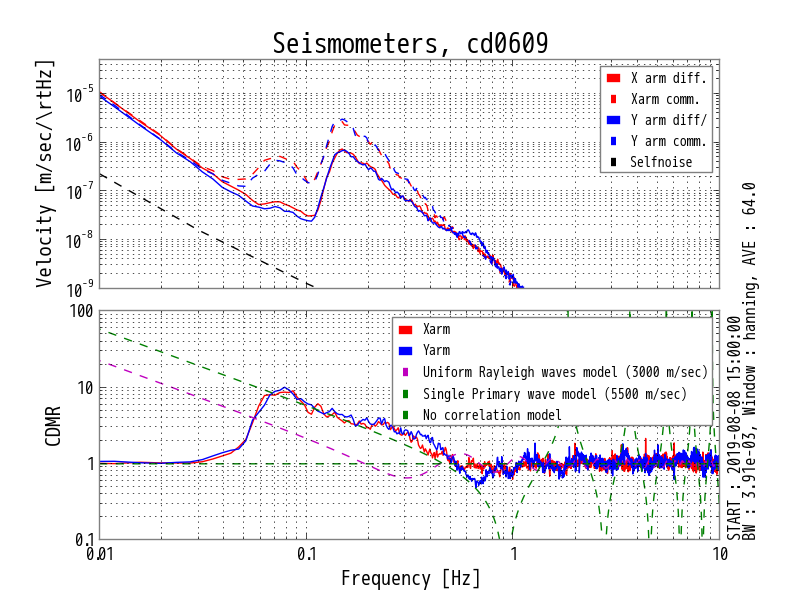 Seismometers, cd0609
Velocity [m/sec/\rtHz]
10^-5
10^-6
10^-7
10^-8
10^-9
X arm diff.
Xarm comm.
Y arm diff/
Y arm comm.
Selfnoise
CDMR
100
10
1
0.1
Xarm
Yarm
Uniform Rayleigh waves model (3000 m/sec)
Single Primary wave model (5500 m/sec)
No correlation model
0.01
0.1
1
10
Frequency [Hz]
START : 2019-08-08 15:00:00
BW : 3.91e-03, Window : hanning, AVE : 64.0